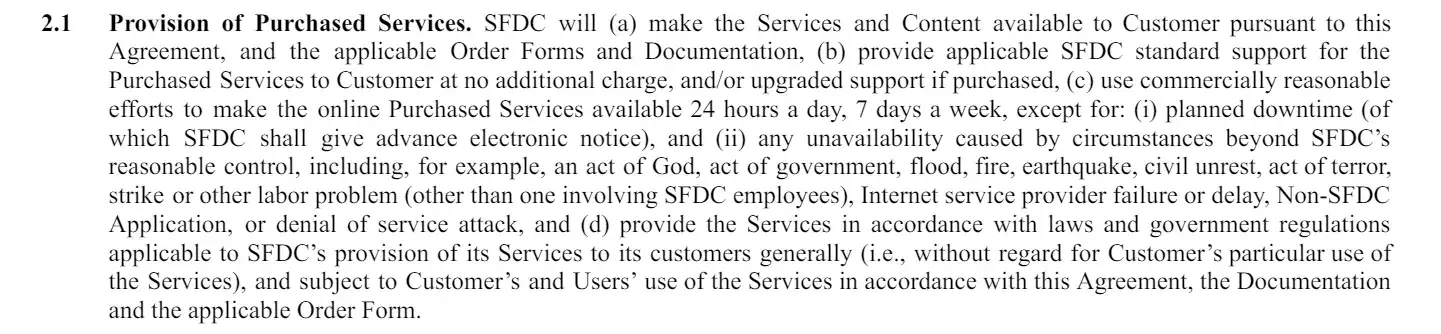 2.1 Provision of Purchased Services. SFDC will (a) make the Services and Content available to Customer pursuant to this
Agreement, and the applicable Order Forms and Documentation, (b) provide applicable SFDC standard support for the
Purchased Services to Customer at no additional charge, and/or upgraded support if purchased, (c) use commercially reasonable
efforts to make the online Purchased Services available 24 hours a day, 7 days a week, except for: (i) planned downtime (of
which SFDC shall give advance electronic notice), and (ii) any unavailability caused by circumstances beyond SFDC’s
reasonable control, including, for example, an act of God, act of government, flood, fire, earthquake, civil unrest, act of terror,
strike or other labor problem (other than one involving SFDC employees), Internet service provider failure or delay, Non-SFDC
Application, or denial of service attack, and (d) provide the Services in accordance with laws and government regulations
applicable to SFDC’s provision of its Services to its customers generally (i.e., without regard for Customer’s particular use of
the Services), and subject to Customer’s and Users’ use of the Services in accordance with this Agreement, the Documentation
and the applicable Order Form.